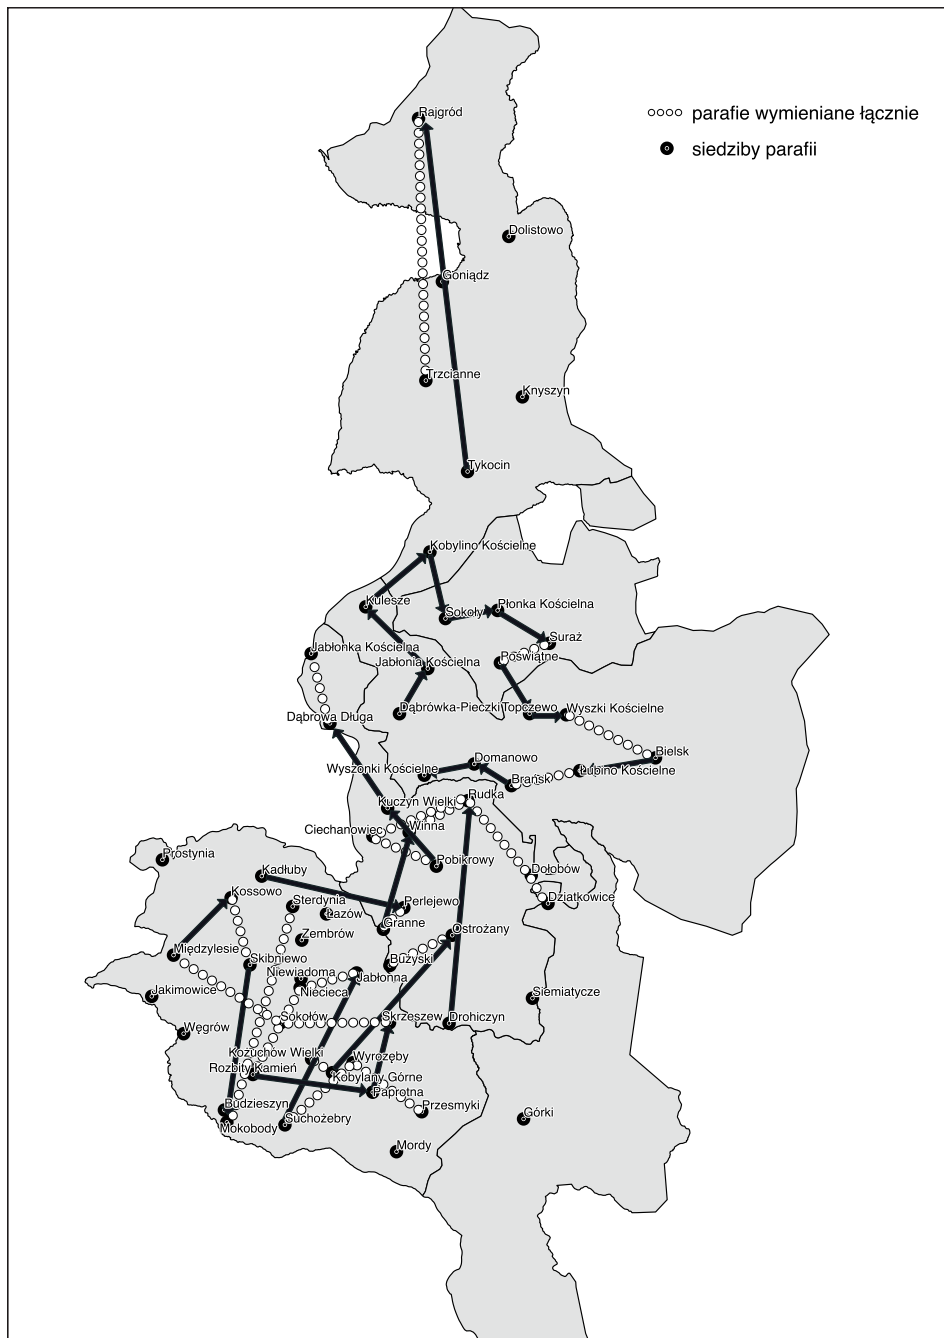 Rajgród
parafie wymieniane łącznie
siedziby parafii
Dolistowo
Goniądz
Trzcianne
Knyszyn
Tykocin
Kobylino Kościelne
Kulesze
Sokoły
Płonka Kościelna
Suraż
Jabłonka Kościelna
Jabłonia Kościelna
Poświątne
Dąbrówka-Pieczki
Topczewo
Wyszki Kościelne
Dąbrowa Długa
Bielsk
Domanowo
Wyszonki Kościelne
Łupino Kościelne
Brańsk
Rudka
Kuczyn Wielki
Ciechanowiec
Winna
Prostynia
Pobikrowy
Kadłuby
Dołobów
Kossowo
Sterdynia
Perlejewo
Dziatkowice
Łazów
Granne
Zembrów
Ostrożany
Międzylesie
Skibniewo
Bużyski
Niewiadoma
Jabłonna
Jakimowice
Niecieca
Siemiatycze
Węgrów
Sokołów
Skrzeszew
Drohiczyn
Kożuchów Wielki
Wyrozęby
Rozbity Kamień
Kobylany Górne
Paprotna
Budzieszyn
Przesmyki
Suchożebry
Górki
Mokobody
Mordy